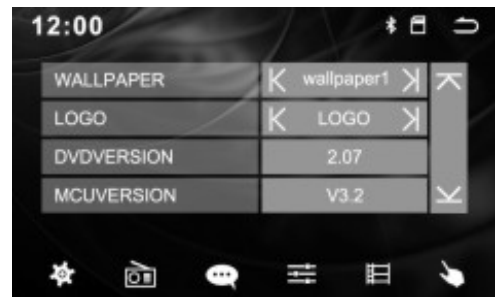 12:00
WALLPAPER wallpaper1
LOGO LOGO
DVDVERSION 2.07
MCUVERSION V3.2